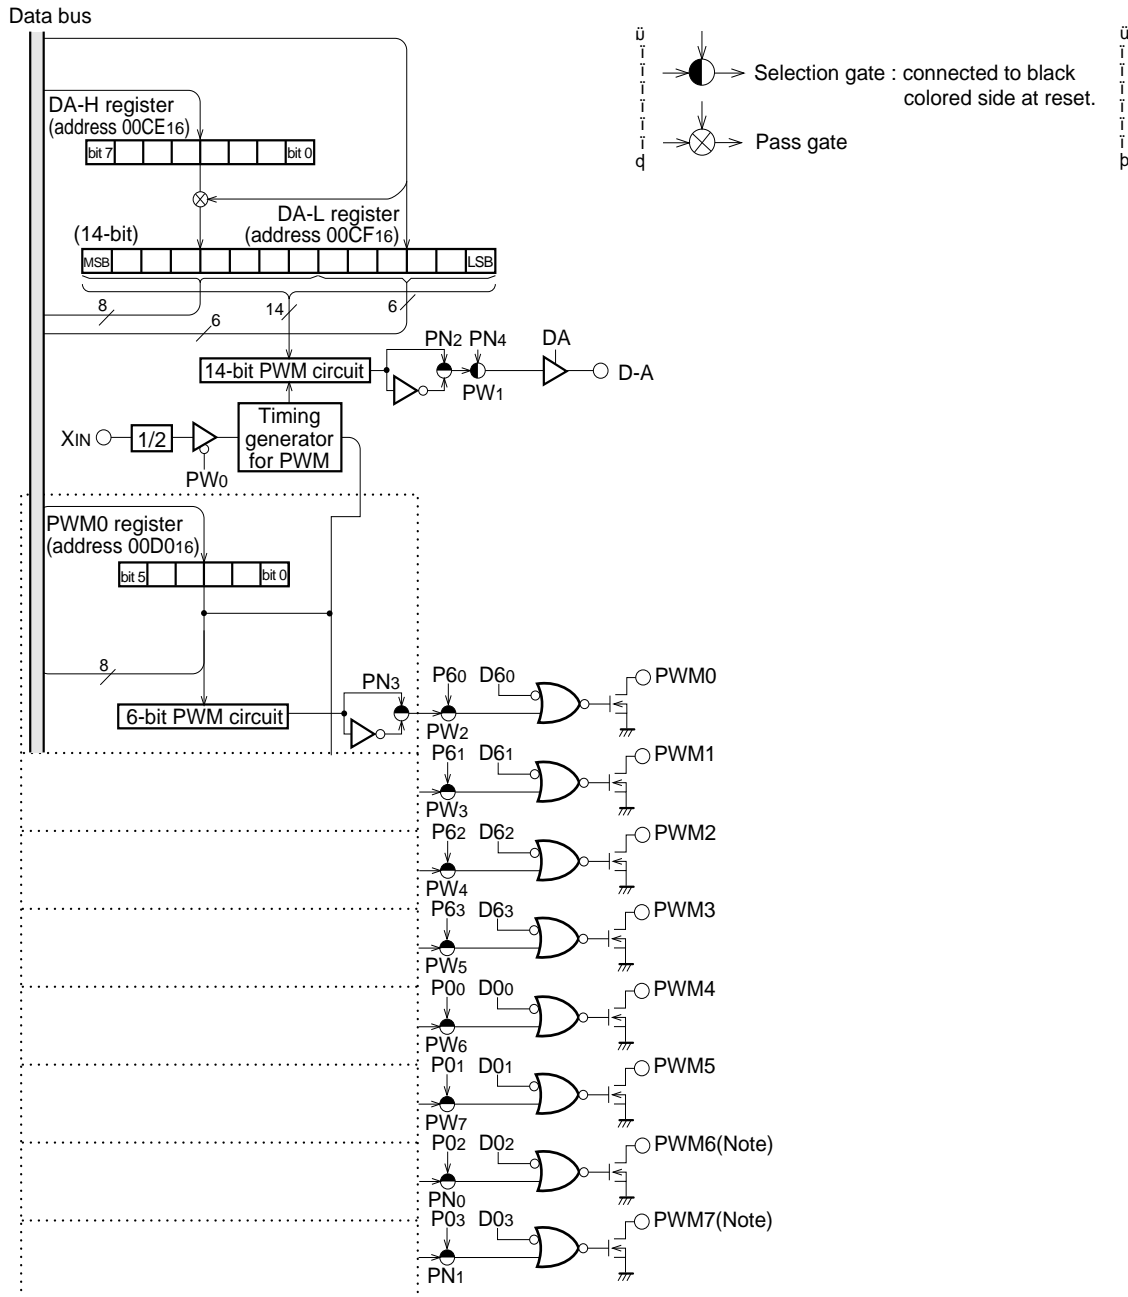 Data bus
ü ü
ï ï
ï ï
ï ï
ï ï
ï ï
ï ï
þ
Selection gate : connected to black
colored side at reset.
Pass gate
DA-H register
(address 00CE16)
bit 7 bit 0
DA-L register
(14-bit) (address 00CF16)
MSB LSB
8 14 6
6
PN2 PN4 DA
14-bit PWM circuit D-A
PW1
XIN 1/2 Timing
generator
for PWM
PW0
PWM0 register
(address 00D016)
bit 5 bit 0
8
PN3 P60 D60 PWM0
6-bit PWM circuit
PW2
P61 D61 PWM1
PW3
P62 D62 PWM2
PW4
P63 D63 PWM3
PW5
P00 D00 PWM4
PW6
P01 D01 PWM5
PW7
P02 D02 PWM6(Note)
PN0
P03 D03 PWM7(Note)
PN1